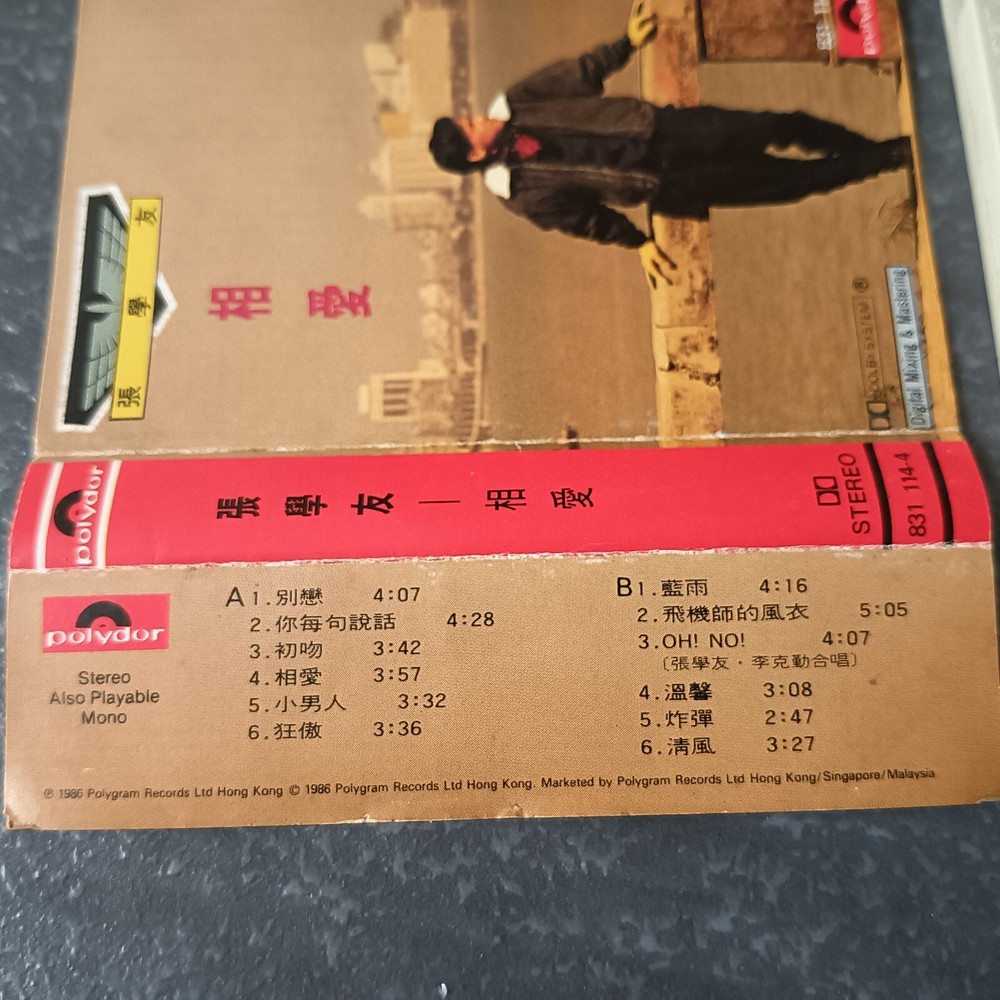 張學友
相愛
DOLBY SYSTEM ®
Digital Mixing & Mastering
polydor
張學友—相愛
STEREO
831 114-4
polydor
Stereo
Also Playable
Mono
A 1.別戀 4:07
2.你每句說話 4:28
3.初吻 3:42
4.相愛 3:57
5.小男人 3:32
6.狂傲 3:36
B 1.藍雨 4:16
2.飛機師的風衣 5:05
3.OH! NO! 4:07
〔張學友·李克勤合唱〕
4.溫馨 3:08
5.炸彈 2:47
6.清風 3:27
℗ 1986 Polygram Records Ltd Hong Kong © 1986 Polygram Records Ltd Hong Kong. Marketed by Polygram Records Ltd Hong Kong/Singapore/Malaysia